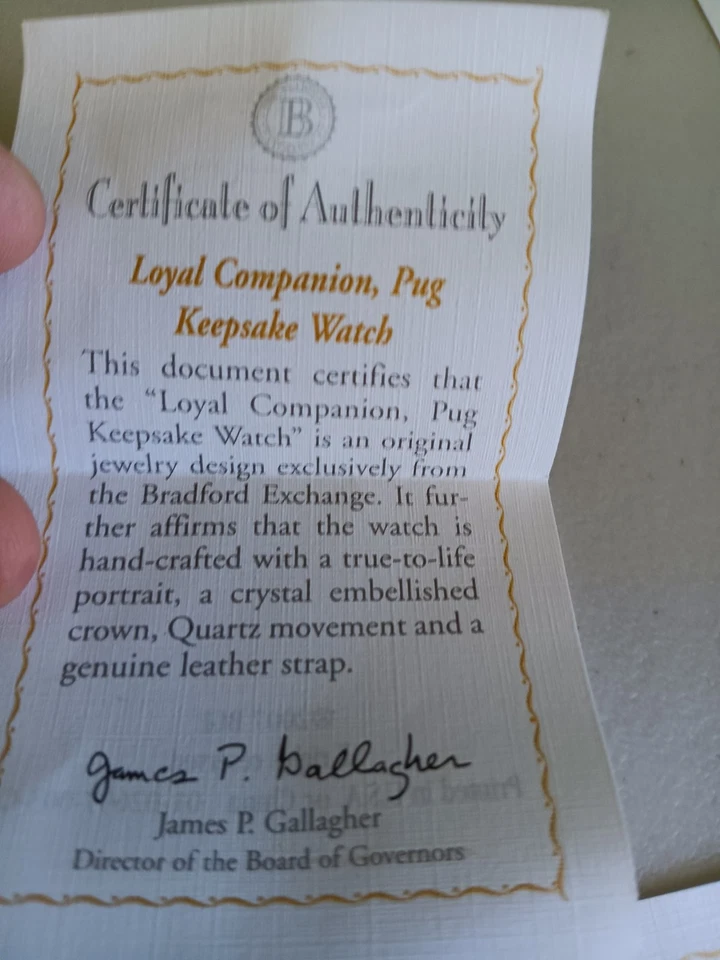 B
Certificate of Authenticity
Loyal Companion, Pug
Keepsake Watch
This document certifies that
the “Loyal Companion, Pug
Keepsake Watch” is an original
jewelry design exclusively from
the Bradford Exchange. It fur-
ther affirms that the watch is
hand-crafted with a true-to-life
portrait, a crystal embellished
crown, Quartz movement and a
genuine leather strap.
James P. Gallagher
James P. Gallagher
Director of the Board of Governors